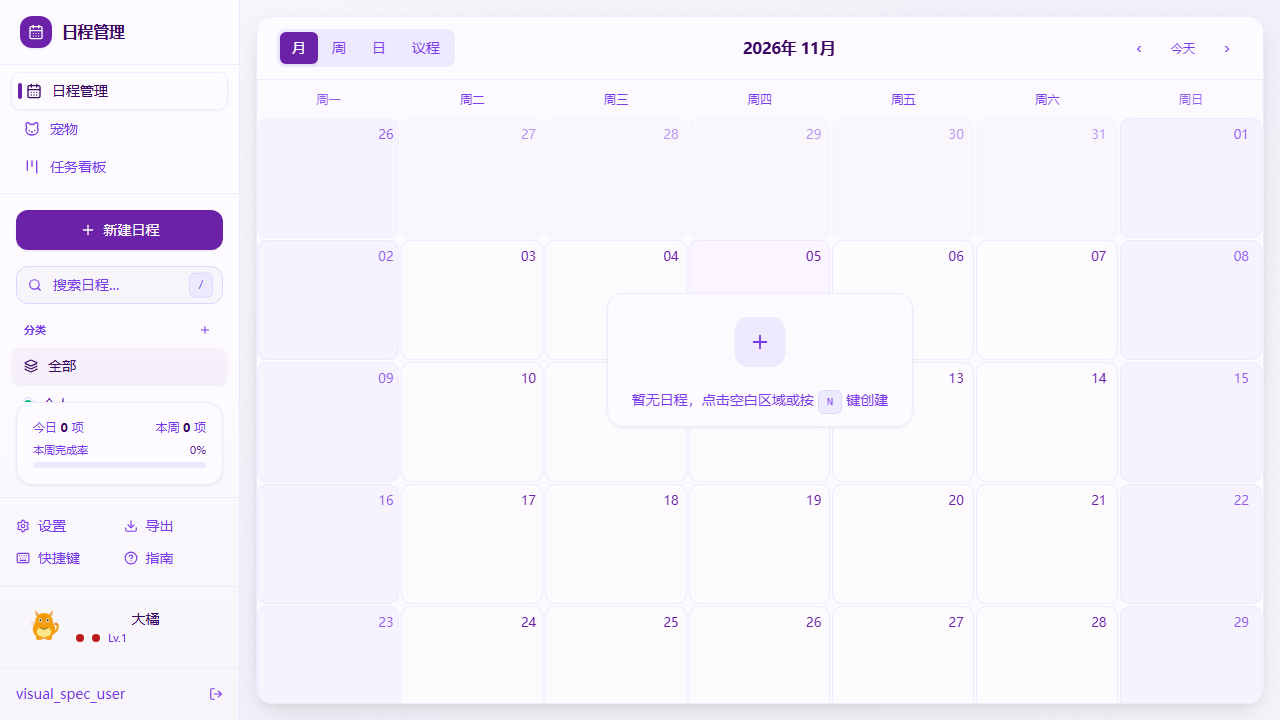 日程管理
日程管理
宠物
任务看板
新建日程
搜索日程... /
分类
全部
今日 0 项 本周 0 项
本周完成率 0%
设置 导出
快捷键 指南
大橘
Lv.1
visual_spec_user
月 周 日 议程
2026年 11月
今天
周一 周二 周三 周四 周五 周六 周日
26 27 28 29 30 31 01
02 03 04 05 06 07 08
09 10 13 14 15
暂无日程，点击空白区域或按 N 键创建
16 17 18 19 20 21 22
23 24 25 26 27 28 29